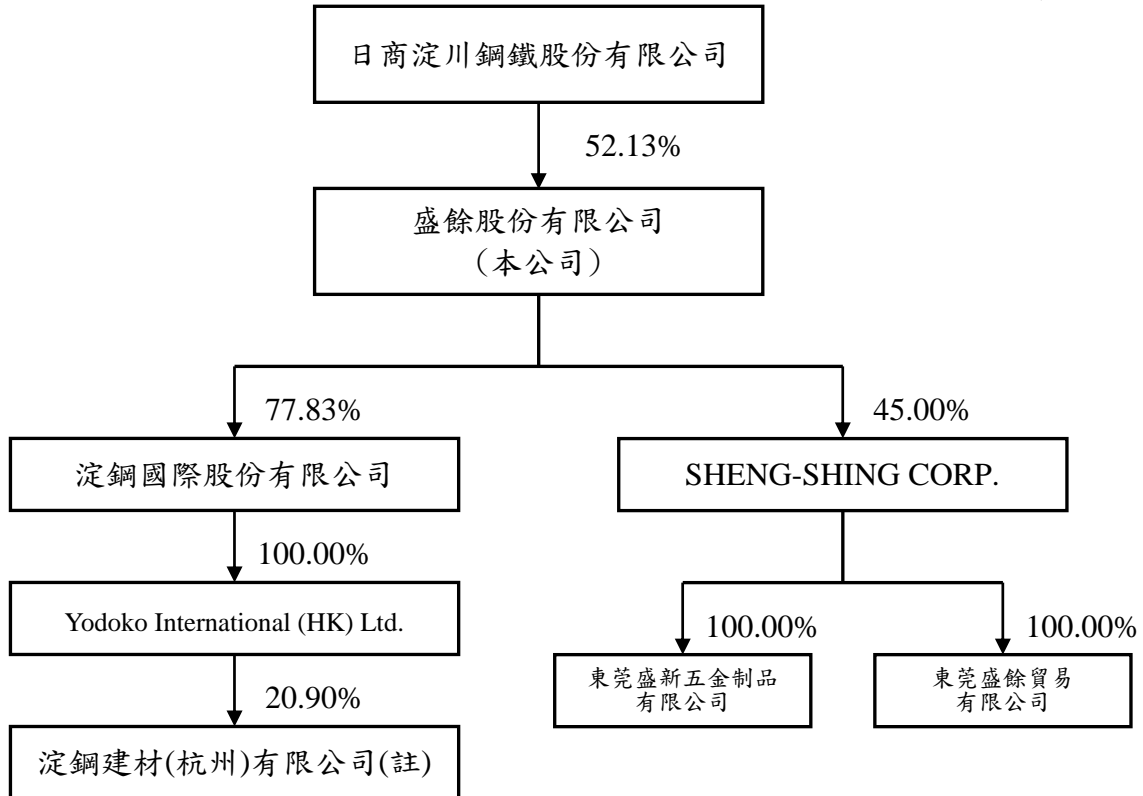 日商淀川鋼鐵股份有限公司
52.13%
盛餘股份有限公司
（本公司）
77.83%
45.00%
淀鋼國際股份有限公司
SHENG-SHING CORP.
100.00%
Yodoko International (HK) Ltd.
100.00%
100.00%
東莞盛新五金制品
有限公司
東莞盛餘貿易
有限公司
20.90%
淀鋼建材(杭州)有限公司(註)